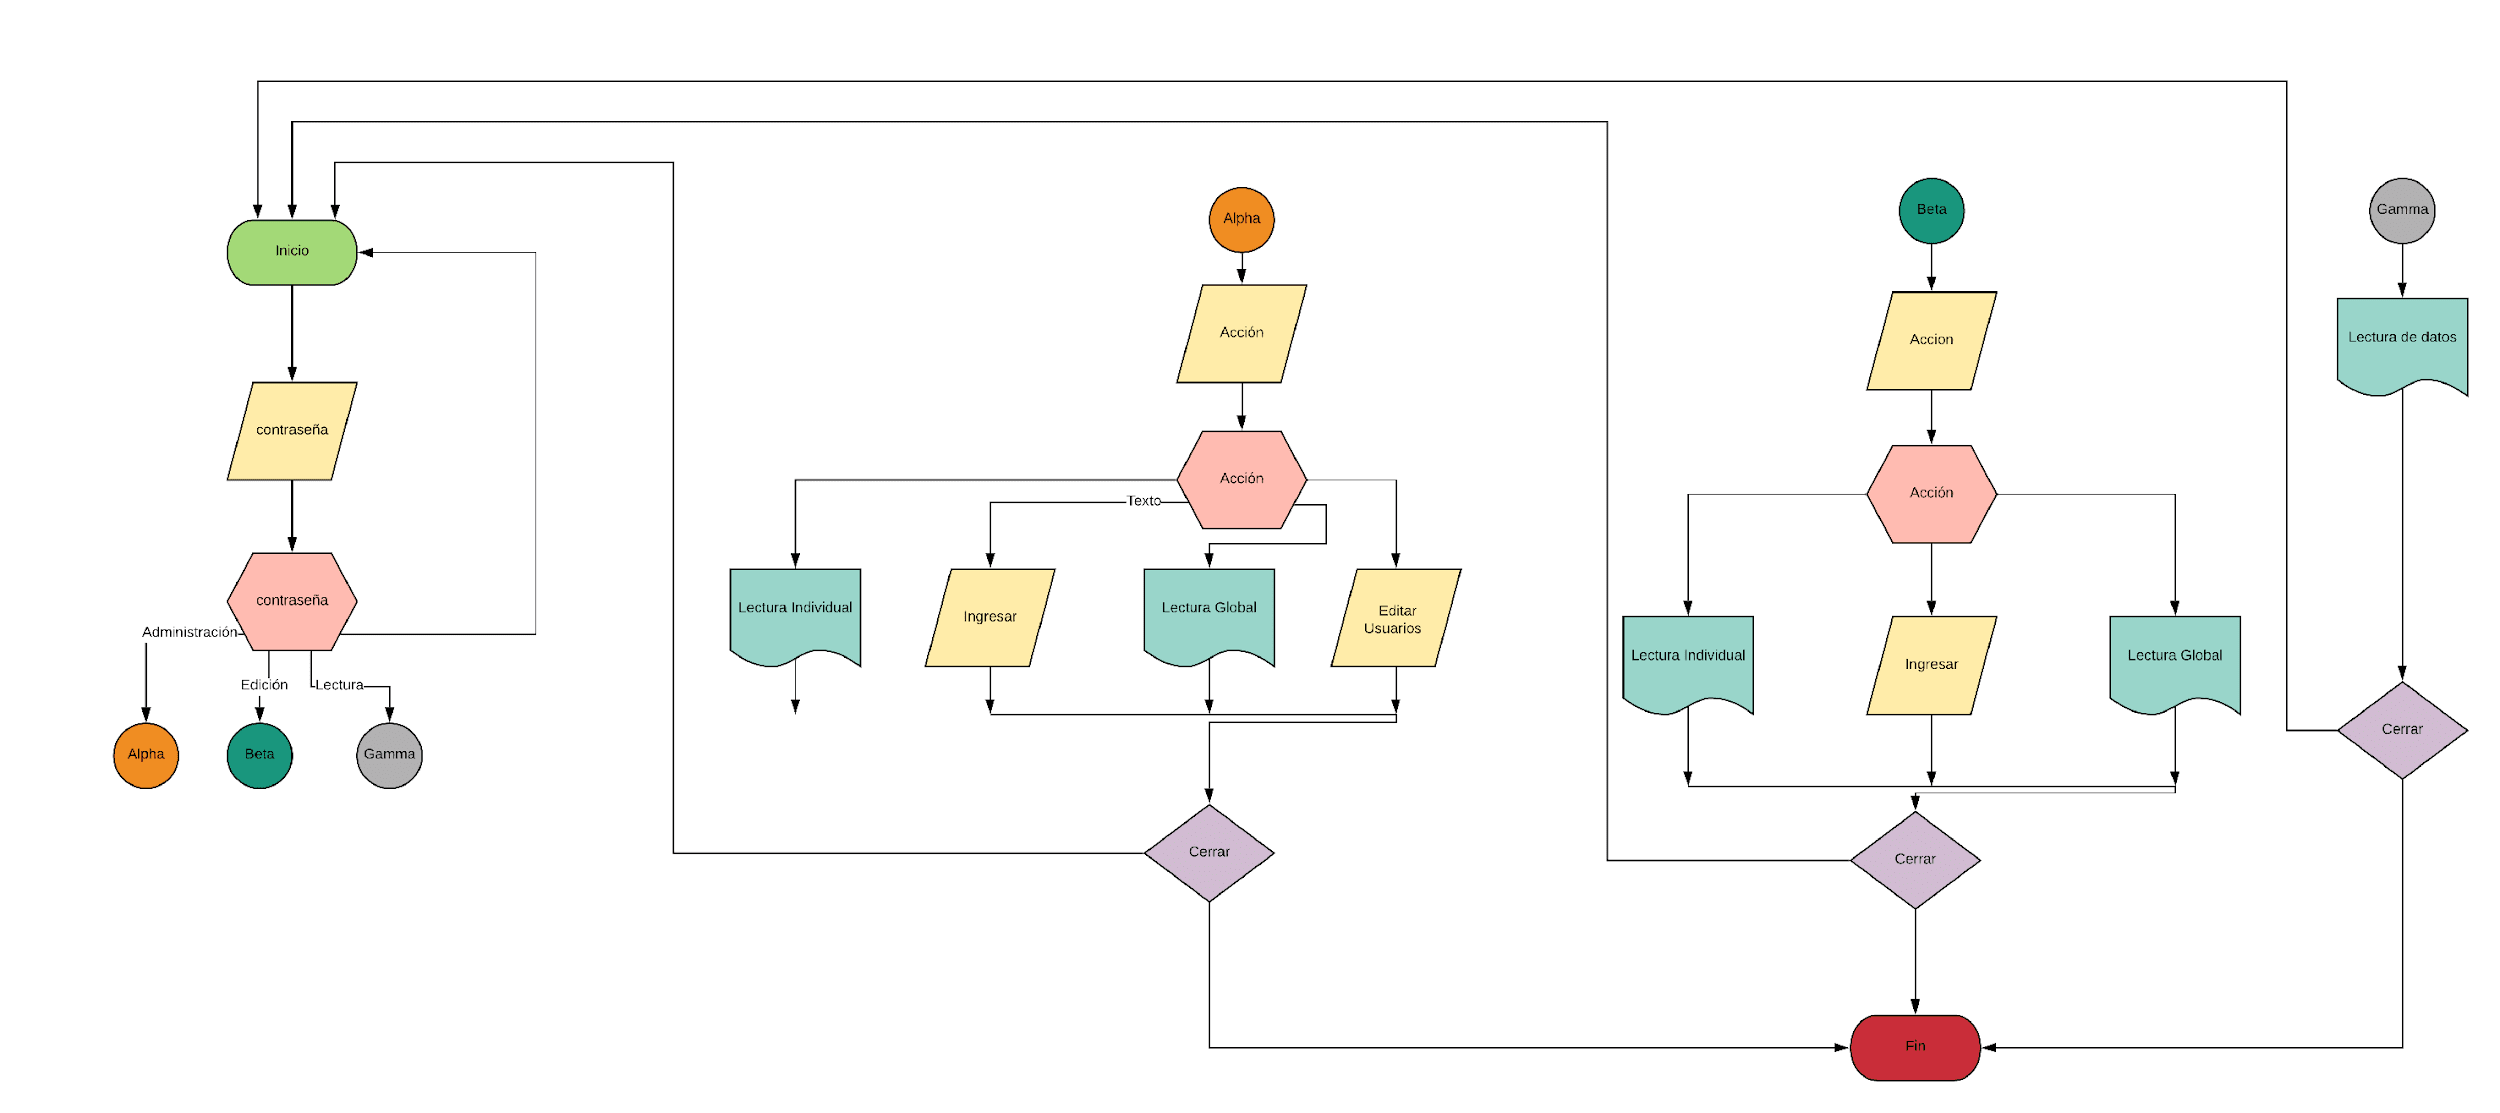 Inicio
contraseña
contraseña
Administración
Edición
Lectura
Alpha
Beta
Gamma
Alpha
Acción
Acción
Texto
Lectura Individual
Ingresar
Lectura Global
Editar
Usuarios
Cerrar
Beta
Accion
Acción
Lectura Individual
Ingresar
Lectura Global
Cerrar
Fin
Gamma
Lectura de datos
Cerrar